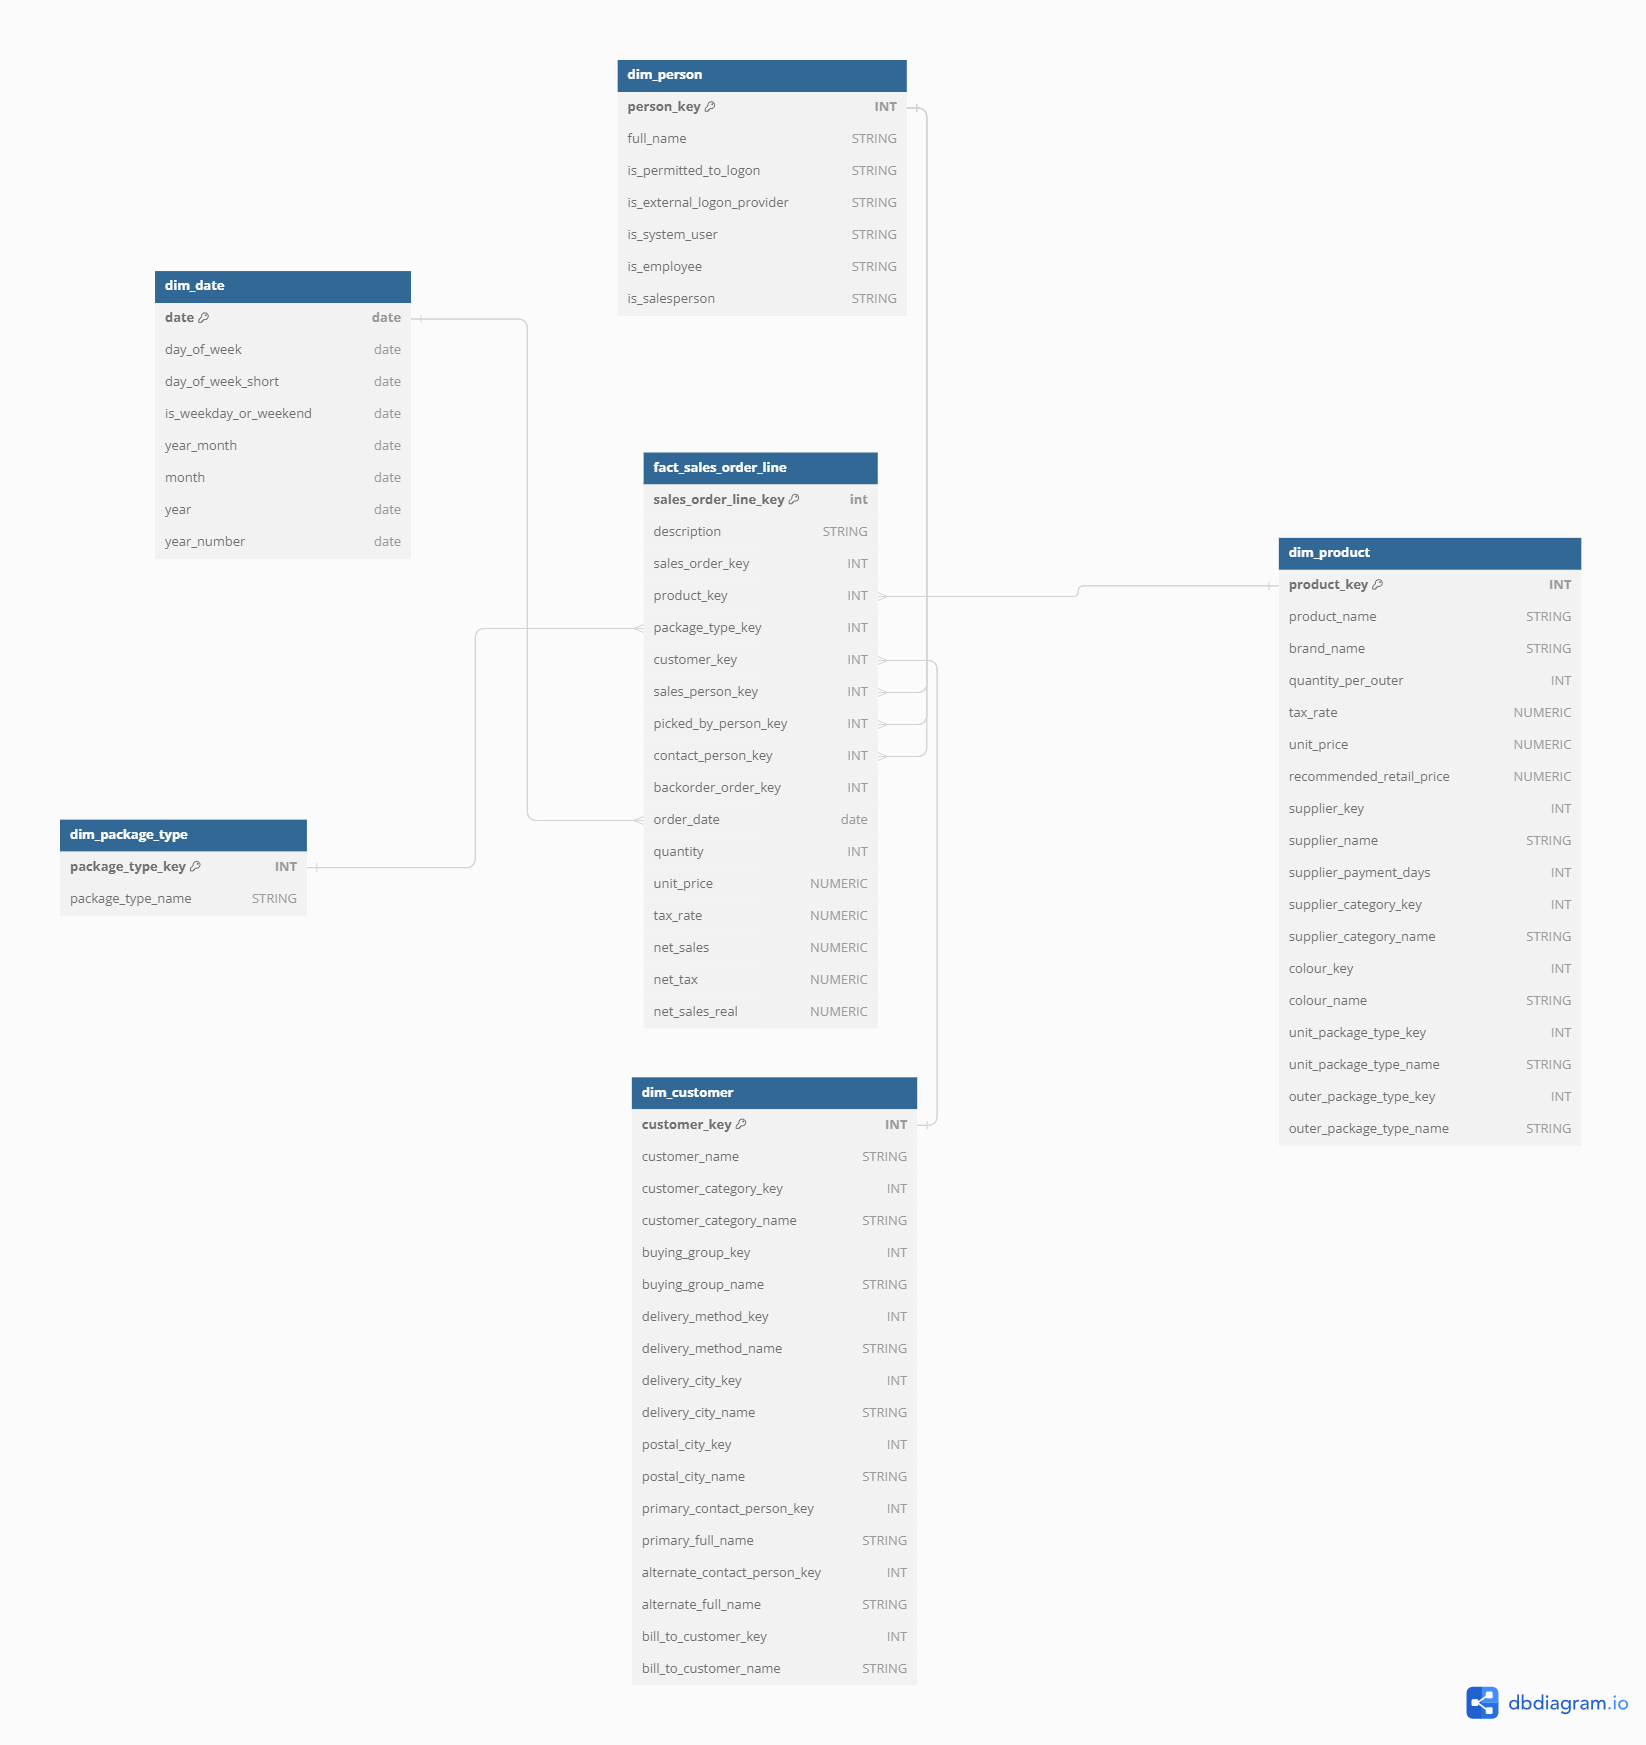 dim_person
person_key INT
full_name STRING
is_permitted_to_logon STRING
is_external_logon_provider STRING
is_system_user STRING
is_employee STRING
is_salesperson STRING
dim_date
date date
day_of_week date
day_of_week_short date
is_weekday_or_weekend date
year_month date
month date
year date
year_number date
fact_sales_order_line
sales_order_line_key int
description STRING
sales_order_key INT
product_key INT
package_type_key INT
customer_key INT
sales_person_key INT
picked_by_person_key INT
contact_person_key INT
backorder_order_key INT
order_date date
quantity INT
unit_price NUMERIC
tax_rate NUMERIC
net_sales NUMERIC
net_tax NUMERIC
net_sales_real NUMERIC
dim_product
product_key INT
product_name STRING
brand_name STRING
quantity_per_outer INT
tax_rate NUMERIC
unit_price NUMERIC
recommended_retail_price NUMERIC
supplier_key INT
supplier_name STRING
supplier_payment_days INT
supplier_category_key INT
supplier_category_name STRING
colour_key INT
colour_name STRING
unit_package_type_key INT
unit_package_type_name STRING
outer_package_type_key INT
outer_package_type_name STRING
dim_package_type
package_type_key INT
package_type_name STRING
dim_customer
customer_key INT
customer_name STRING
customer_category_key INT
customer_category_name STRING
buying_group_key INT
buying_group_name STRING
delivery_method_key INT
delivery_method_name STRING
delivery_city_key INT
delivery_city_name STRING
postal_city_key INT
postal_city_name STRING
primary_contact_person_key INT
primary_full_name STRING
alternate_contact_person_key INT
alternate_full_name STRING
bill_to_customer_key INT
bill_to_customer_name STRING
dbdiagram.io